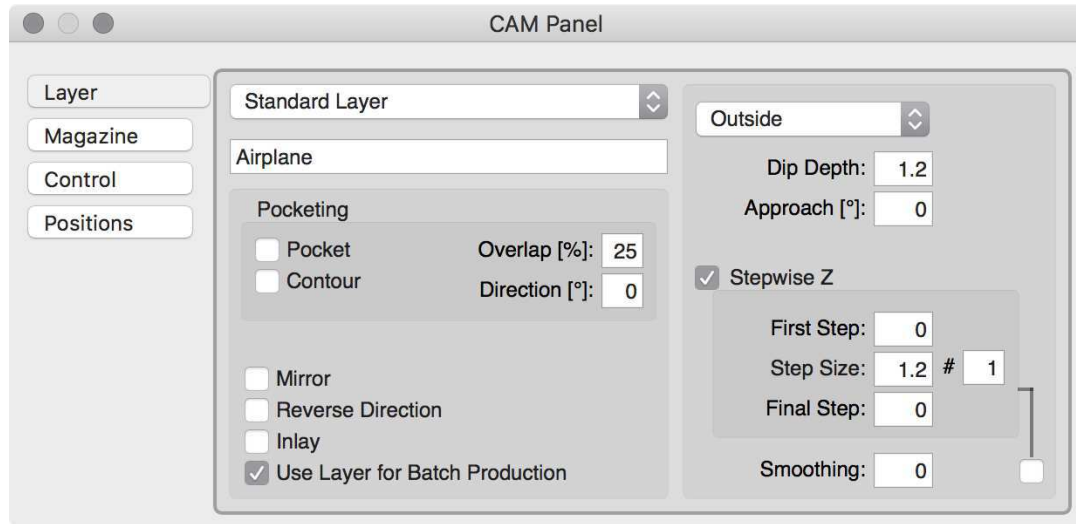 CAM Panel
Layer
Magazine
Control
Positions
Standard Layer
Airplane
Pocketing
Pocket
Overlap [%]: 25
Contour
Direction [°]: 0
Mirror
Reverse Direction
Inlay
Use Layer for Batch Production
Outside
Dip Depth: 1.2
Approach [°]: 0
Stepwise Z
First Step: 0
Step Size: 1.2 # 1
Final Step: 0
Smoothing: 0